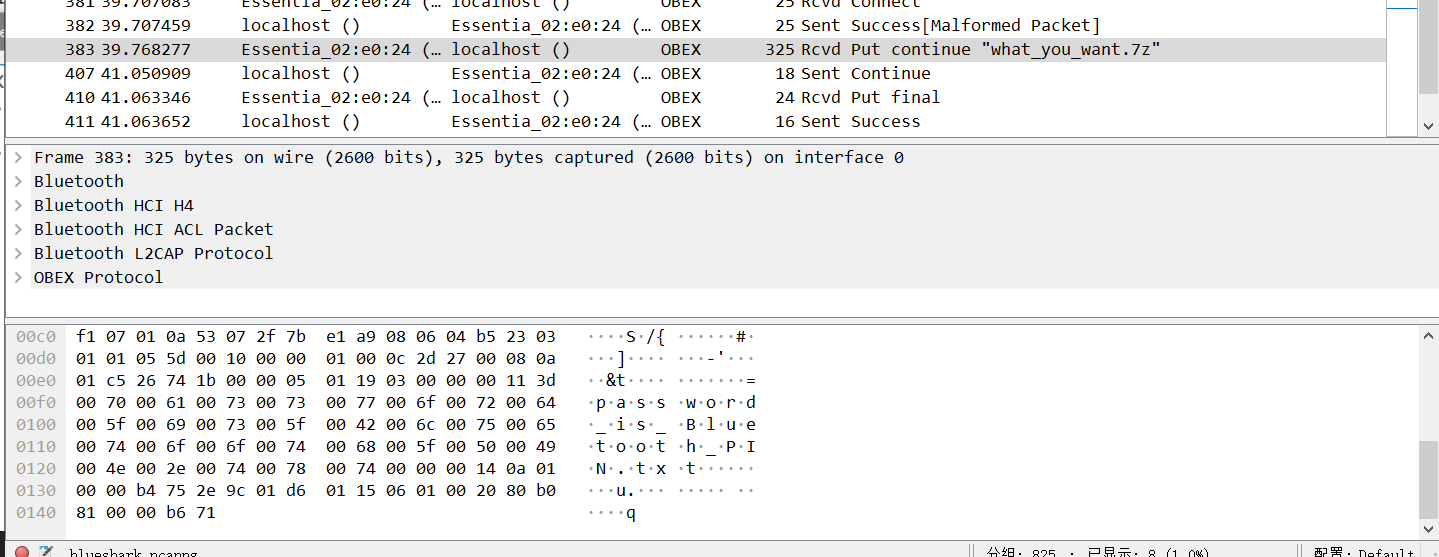 381 39.707083 Essentia_02:e0:24 (… localhost () OBEX 25 Rcvd Connect
382 39.707459 localhost () Essentia_02:e0:24 (… OBEX 25 Sent Success[Malformed Packet]
383 39.768277 Essentia_02:e0:24 (… localhost () OBEX 325 Rcvd Put continue "what_you_want.7z"
407 41.050909 localhost () Essentia_02:e0:24 (… OBEX 18 Sent Continue
410 41.063346 Essentia_02:e0:24 (… localhost () OBEX 24 Rcvd Put final
411 41.063652 localhost () Essentia_02:e0:24 (… OBEX 16 Sent Success
Frame 383: 325 bytes on wire (2600 bits), 325 bytes captured (2600 bits) on interface 0
Bluetooth
Bluetooth HCI H4
Bluetooth HCI ACL Packet
Bluetooth L2CAP Protocol
OBEX Protocol
00c0 f1 07 01 0a 53 07 2f 7b e1 a9 08 06 04 b5 23 03 ····S·/{ ······#·
00d0 01 01 05 5d 00 10 00 00 01 00 0c 2d 27 00 08 0a ···]···· ···-'···
00e0 01 c5 26 74 1b 00 00 05 01 19 03 00 00 00 11 3d ··&t···· ·······=
00f0 00 70 00 61 00 73 00 73 00 77 00 6f 00 72 00 64 ·p·a·s·s ·w·o·r·d
0100 00 5f 00 69 00 73 00 5f 00 42 00 6c 00 75 00 65 ·_·i·s·_ ·B·l·u·e
0110 00 74 00 6f 00 6f 00 74 00 68 00 5f 00 50 00 49 ·t·o·o·t ·h·_·P·I
0120 00 4e 00 2e 00 74 00 78 00 74 00 00 00 14 0a 01 ·N·.·t·x ·t······
0130 00 00 b4 75 2e 9c 01 d6 01 15 06 01 00 20 80 b0 ···u.··· ····· ··
0140 81 00 00 b6 71 ····q
blueshark.pcapng 分组: 825 · 已显示: 8 (1.0%) 配置: Default